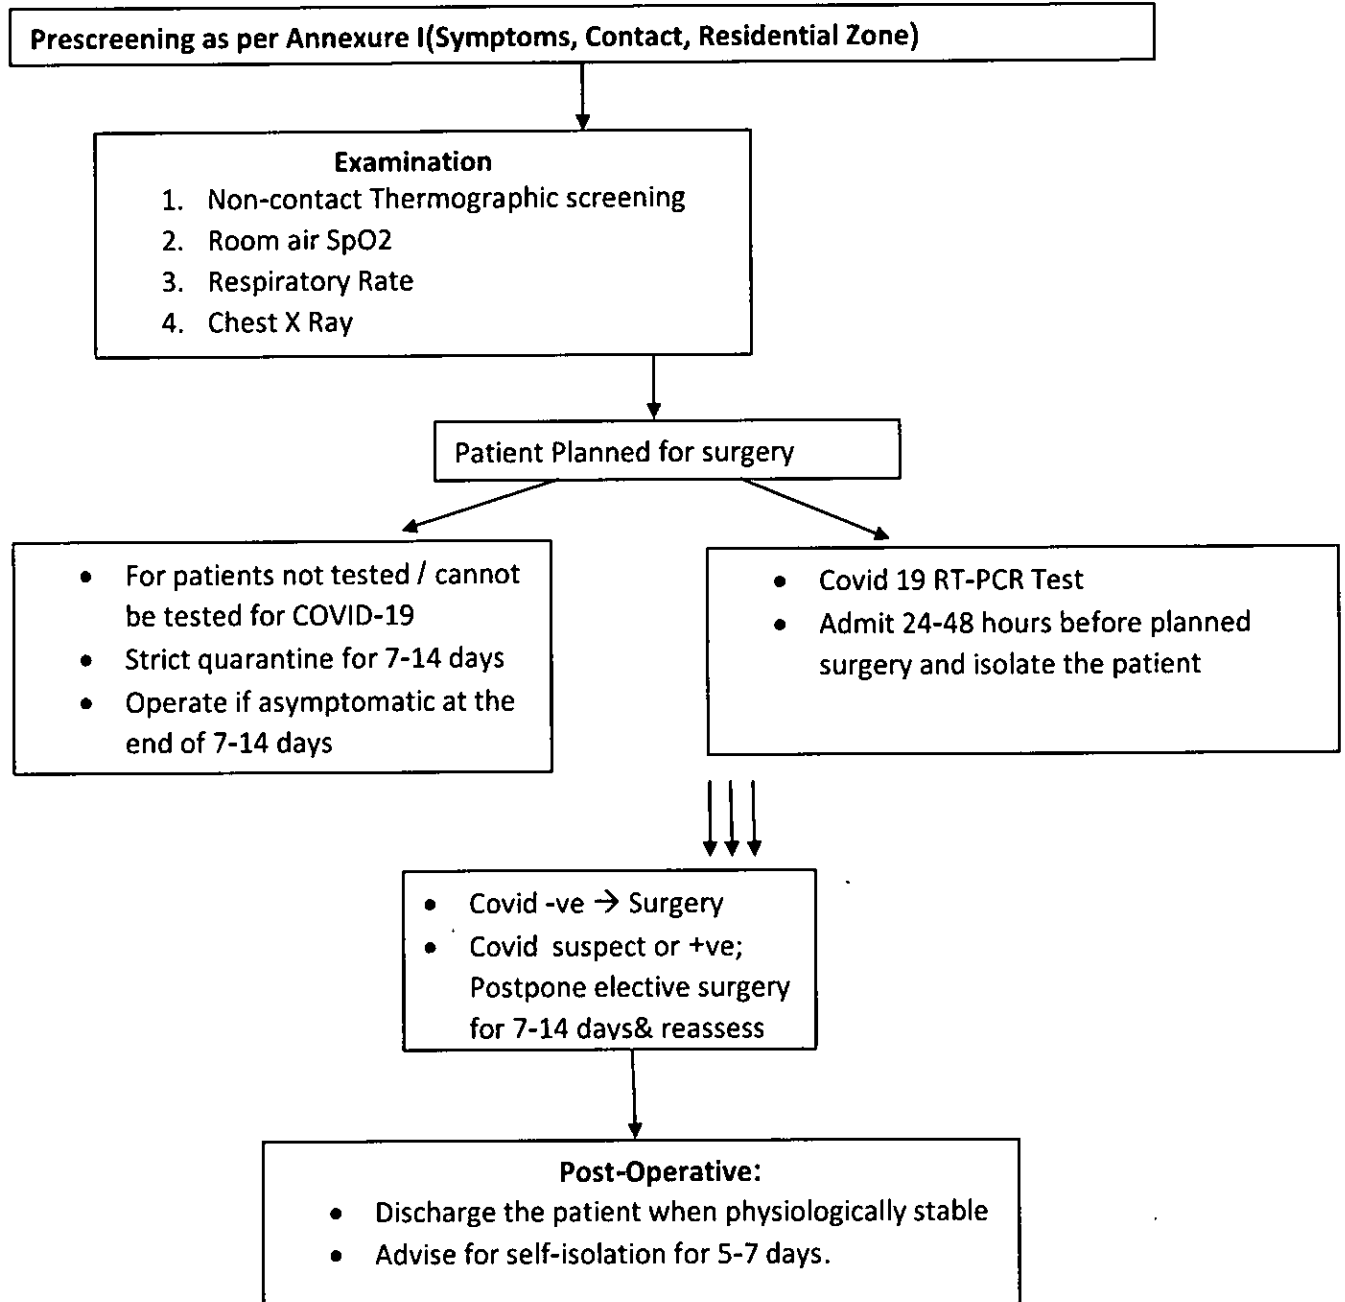 Prescreening as per Annexure I(Symptoms, Contact, Residential Zone)
Examination
1. Non-contact Thermographic screening
2. Room air SpO2
3. Respiratory Rate
4. Chest X Ray
Patient Planned for surgery
• For patients not tested / cannot
be tested for COVID-19
• Strict quarantine for 7-14 days
• Operate if asymptomatic at the
end of 7-14 days
• Covid 19 RT-PCR Test
• Admit 24-48 hours before planned
surgery and isolate the patient
• Covid -ve → Surgery
• Covid suspect or +ve;
Postpone elective surgery
for 7-14 days& reassess
Post-Operative:
• Discharge the patient when physiologically stable
• Advise for self-isolation for 5-7 days.